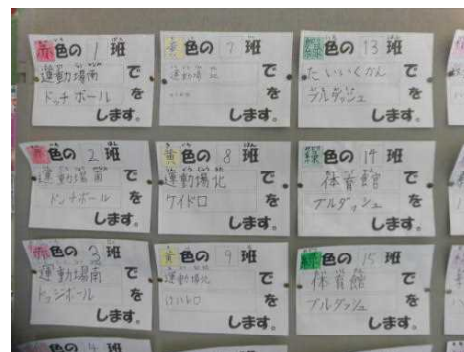 赤色の 1 班
運動場南 で
ドッチボール を
します。
黄色の 7 班
運動場北 で
を
します。
緑色の 13 班
たいいくかん で
ブルダッシュ を
します。
赤色の 2 班
運動場南 で
ドンチボール を
します。
黄色の 8 班
運動場北 で
ケイドロ を
します。
緑色の 14 班
体育館 で
ブルダッシュ を
します。
赤色の 3 班
運動場南 で
ドッジボール を
します。
黄色の 9 班
運動場北 で
けいドロ を
します。
緑色の 15 班
体育館 で
ブルダッシュ を
します。
色の 4 班